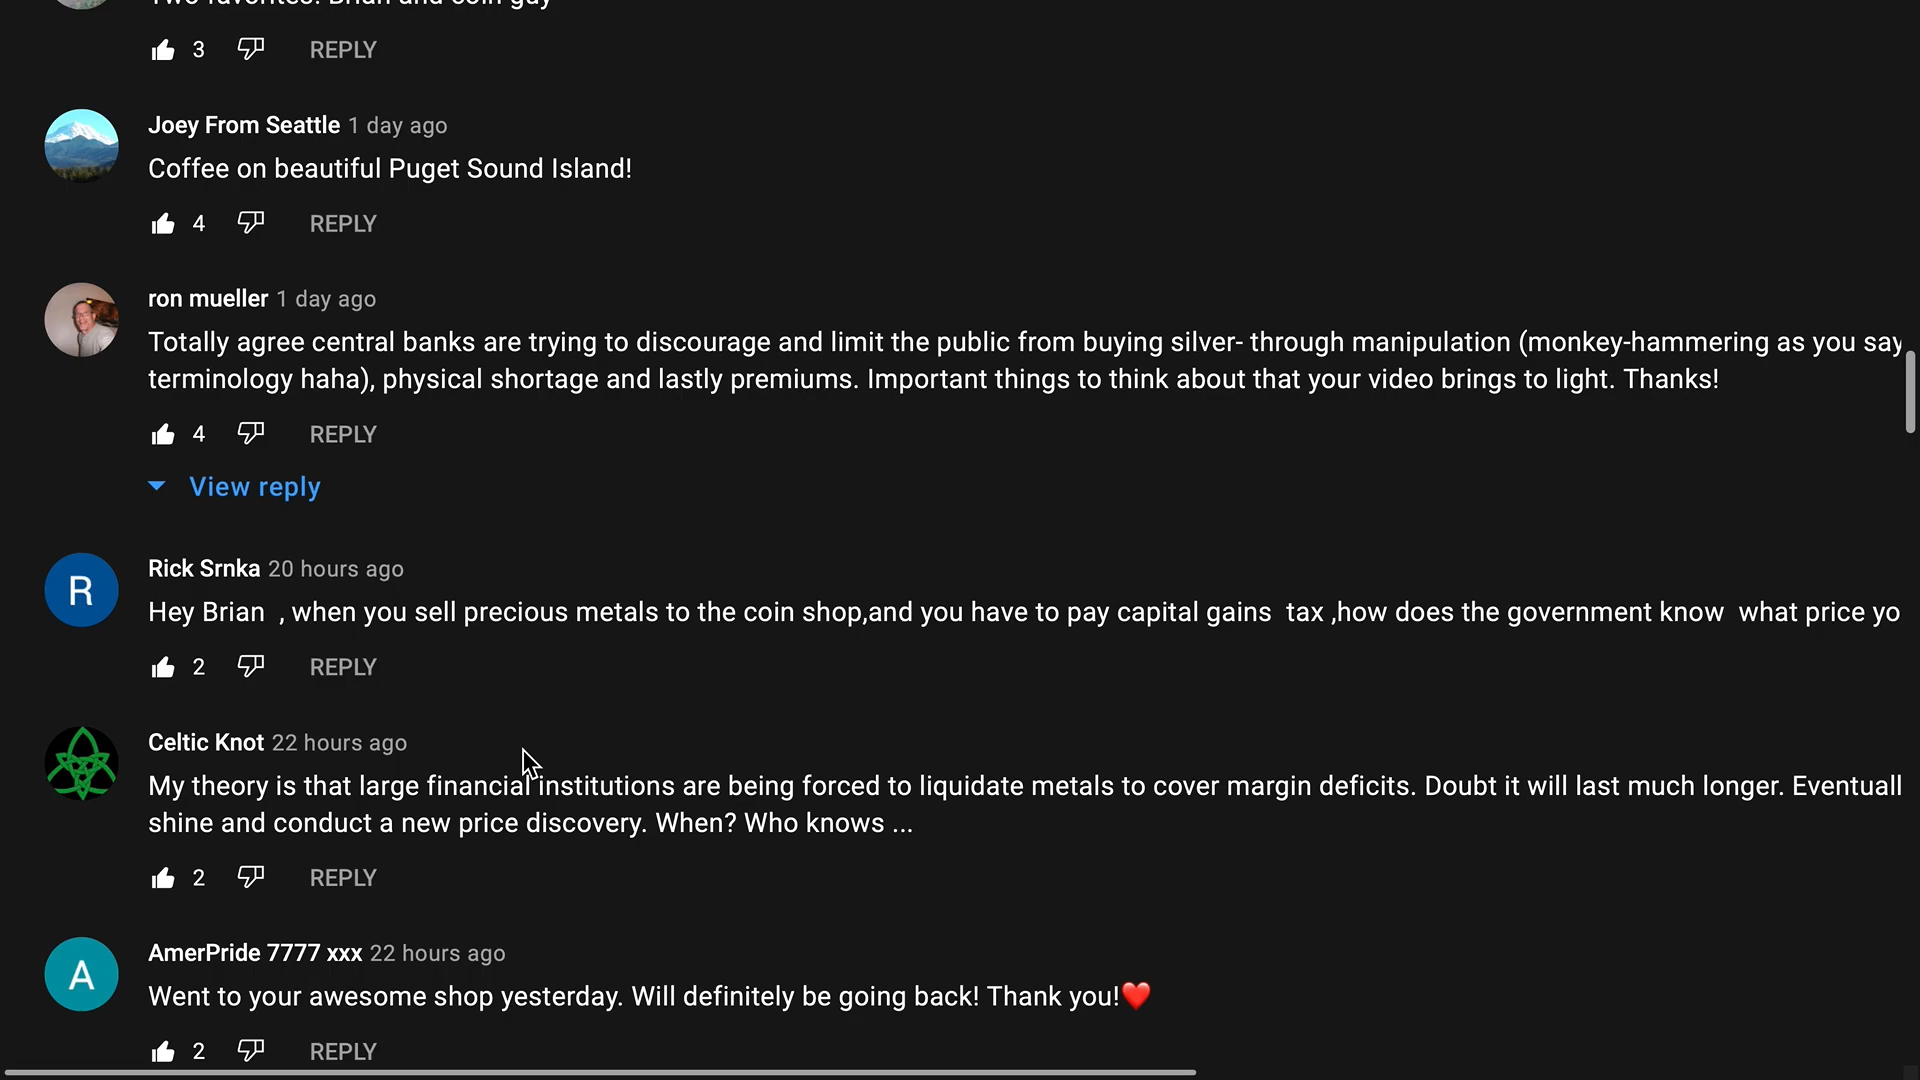 Two favorites! Brian and coin guy
3 REPLY
Joey From Seattle 1 day ago
Coffee on beautiful Puget Sound Island!
4 REPLY
ron mueller 1 day ago
Totally agree central banks are trying to discourage and limit the public from buying silver- through manipulation (monkey-hammering as you say
terminology haha), physical shortage and lastly premiums. Important things to think about that your video brings to light. Thanks!
4 REPLY
View reply
R
Rick Srnka 20 hours ago
Hey Brian , when you sell precious metals to the coin shop,and you have to pay capital gains tax ,how does the government know what price yo
2 REPLY
Celtic Knot 22 hours ago
My theory is that large financial institutions are being forced to liquidate metals to cover margin deficits. Doubt it will last much longer. Eventuall
shine and conduct a new price discovery. When? Who knows ...
2 REPLY
A
AmerPride 7777 xxx 22 hours ago
Went to your awesome shop yesterday. Will definitely be going back! Thank you!❤️
2 REPLY